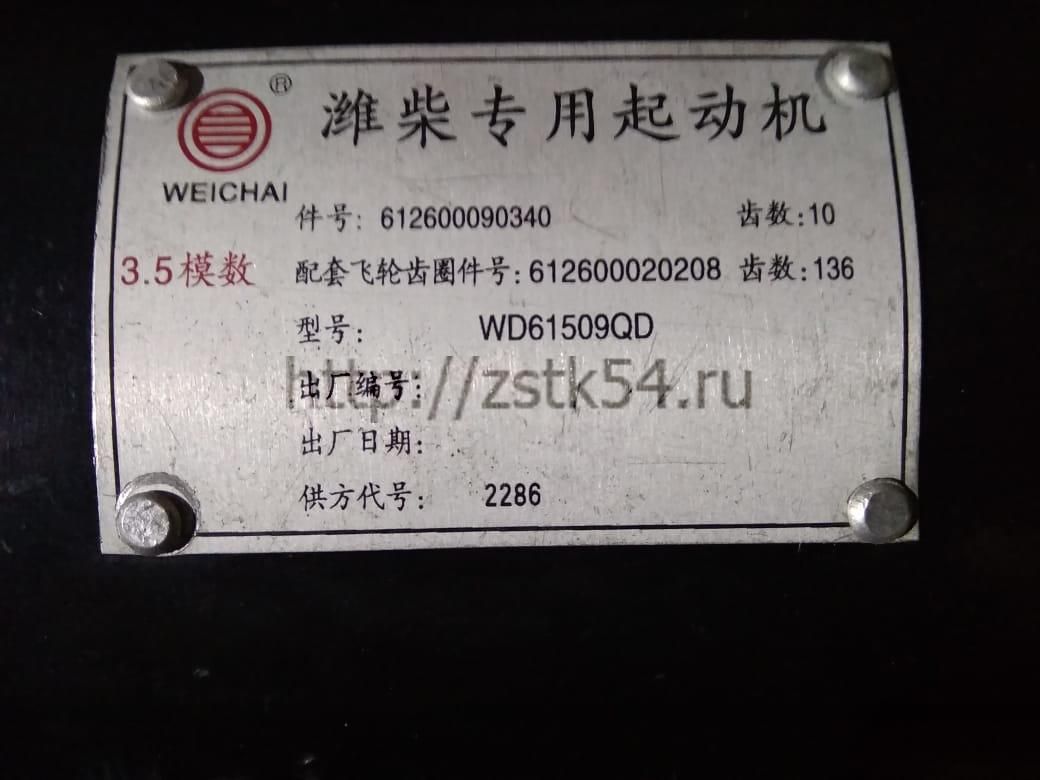 ® 潍柴专用起动机
WEICHAI
件号: 612600090340 齿数:10
3.5模数 配套飞轮齿圈件号:612600020208 齿数:136
型号: WD61509QD
出厂编号:
http://zstk54.ru
出厂日期:
供方代号: 2286